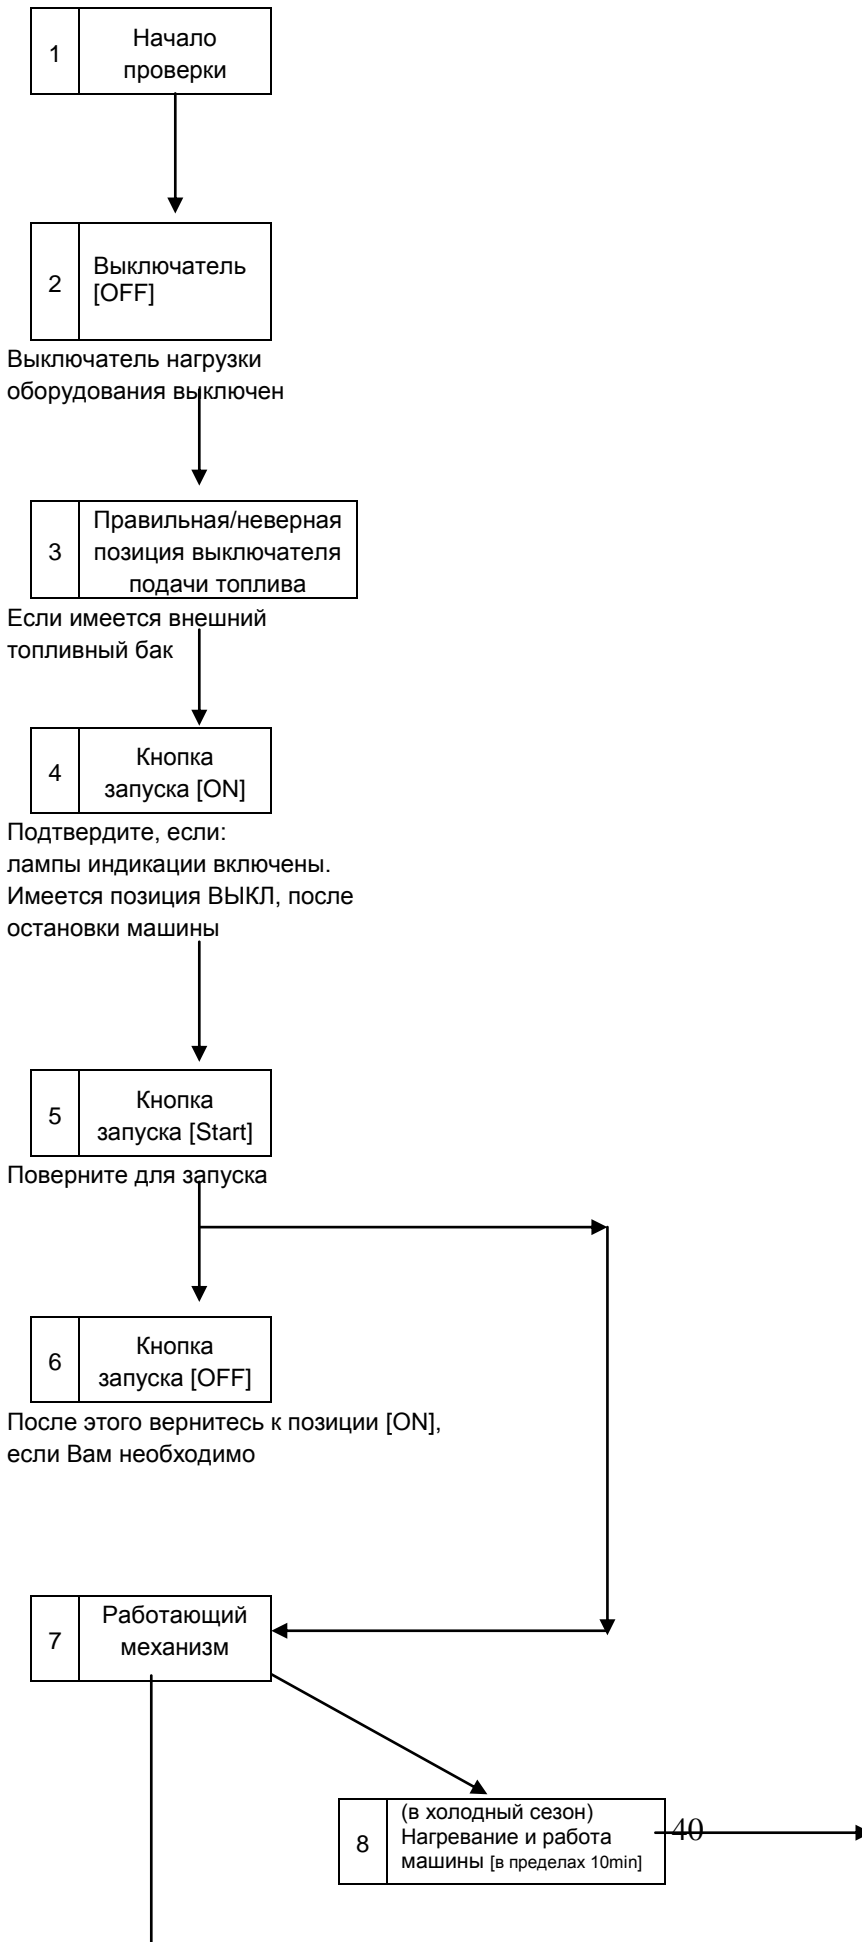 1
Начало
проверки
2
Выключатель
[OFF]
Выключатель нагрузки
оборудования выключен
3
Правильная/неверная
позиция выключателя
подачи топлива
Если имеется внешний
топливный бак
4
Кнопка
запуска [ON]
Подтвердите, если:
лампы индикации включены.
Имеется позиция ВЫКЛ, после
остановки машины
5
Кнопка
запуска [Start]
Поверните для запуска
6
Кнопка
запуска [OFF]
После этого вернитесь к позиции [ON],
если Вам необходимо
7
Работающий
механизм
8
(в холодный сезон)
Нагревание и работа
машины [в пределах 10min]
40